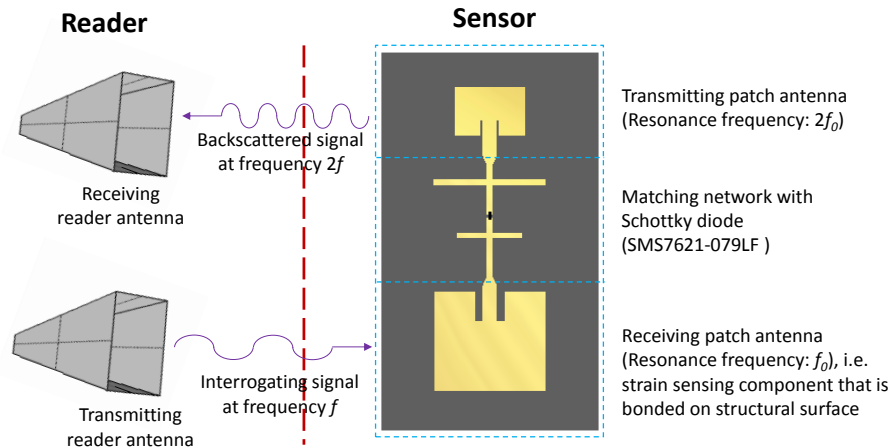 Reader
Sensor
Backscattered signal
at frequency 2f
Receiving
reader antenna
Transmitting patch antenna
(Resonance frequency: 2f0)
Matching network with
Schottky diode
(SMS7621-079LF )
Interrogating signal
at frequency f
Transmitting
reader antenna
Receiving patch antenna
(Resonance frequency: f0), i.e.
strain sensing component that is
bonded on structural surface